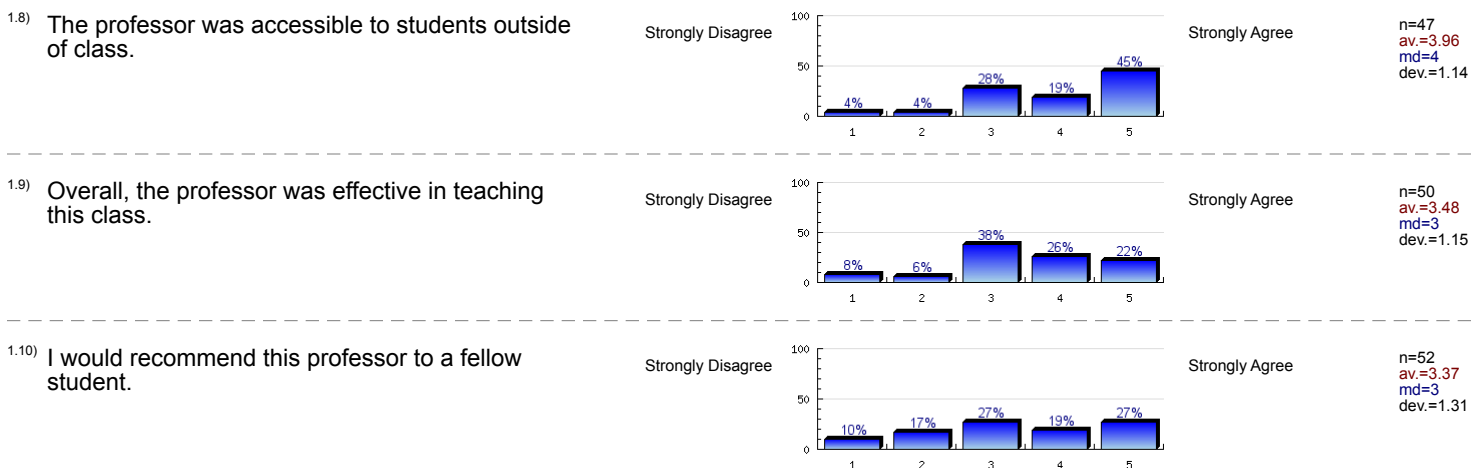 1.8) The professor was accessible to students outside
of class.
Strongly Disagree
100
50
0
4% 4% 28% 19% 45%
1 2 3 4 5
Strongly Agree
n=47
av.=3.96
md=4
dev.=1.14
1.9) Overall, the professor was effective in teaching
this class.
Strongly Disagree
100
50
0
8% 6% 38% 26% 22%
1 2 3 4 5
Strongly Agree
n=50
av.=3.48
md=3
dev.=1.15
1.10) I would recommend this professor to a fellow
student.
Strongly Disagree
100
50
0
10% 17% 27% 19% 27%
1 2 3 4 5
Strongly Agree
n=52
av.=3.37
md=3
dev.=1.31